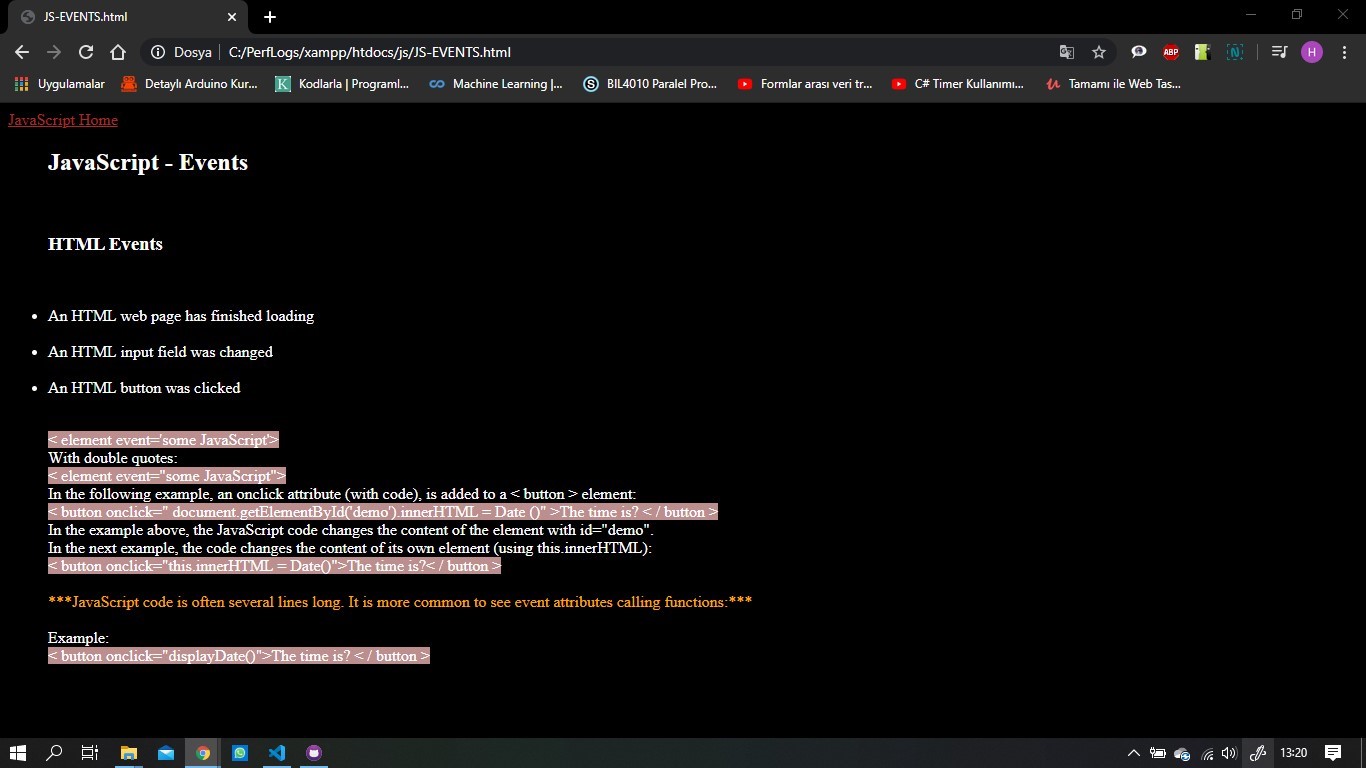 JS-EVENTS.html
Dosya | C:/PerfLogs/xampp/htdocs/js/JS-EVENTS.html
ABP
N
H
Uygulamalar
Detaylı Arduino Kur...
K
Kodlarla | Programl...
Machine Learning |...
S
BIL4010 Paralel Pro...
Formlar arası veri tr...
C# Timer Kullanımı...
Tamamı ile Web Tas...
JavaScript Home
JavaScript - Events
HTML Events
• An HTML web page has finished loading
• An HTML input field was changed
• An HTML button was clicked
< element event='some JavaScript'>
With double quotes:
< element event="some JavaScript">
In the following example, an onclick attribute (with code), is added to a < button > element:
< button onclick=" document.getElementById('demo').innerHTML = Date ()" >The time is? < / button >
In the example above, the JavaScript code changes the content of the element with id="demo".
In the next example, the code changes the content of its own element (using this.innerHTML):
< button onclick="this.innerHTML = Date()">The time is?< / button >
***JavaScript code is often several lines long. It is more common to see event attributes calling functions:***
Example:
< button onclick="displayDate()">The time is? < / button >
13:20